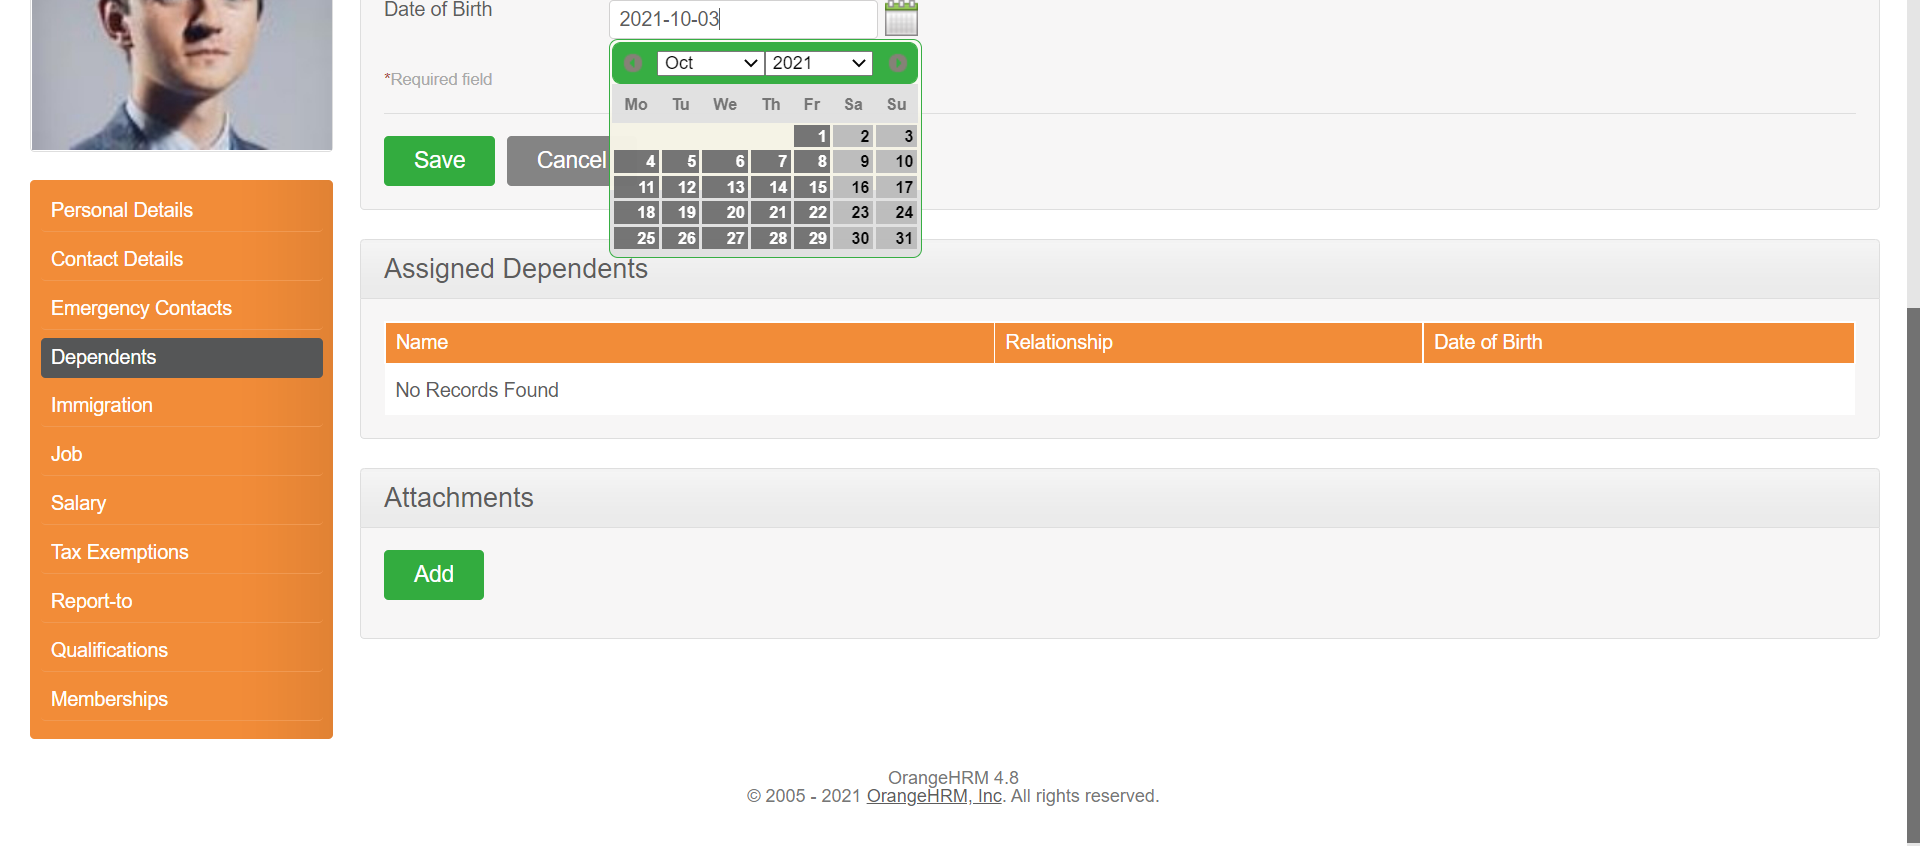 Date of Birth
2021-10-03
*Required field
Oct 2021
Mo Tu We Th Fr Sa Su
1 2 3
4 5 6 7 8 9 10
11 12 13 14 15 16 17
18 19 20 21 22 23 24
25 26 27 28 29 30 31
Save Cancel
Personal Details
Contact Details
Emergency Contacts
Dependents
Immigration
Job
Salary
Tax Exemptions
Report-to
Qualifications
Memberships
Assigned Dependents
Name Relationship Date of Birth
No Records Found
Attachments
Add
OrangeHRM 4.8
© 2005 - 2021 OrangeHRM, Inc. All rights reserved.